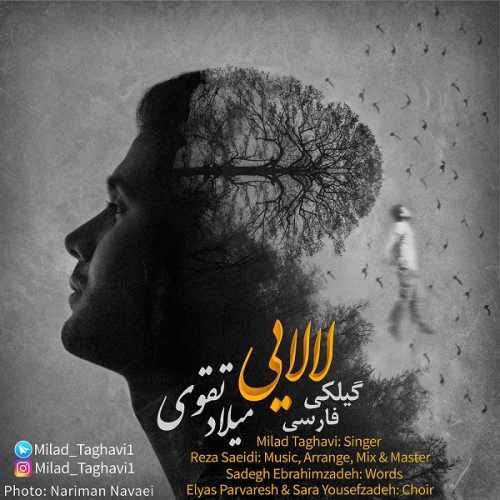 لالایی
گیلکی
فارسی
میلاد تقوی
Milad Taghavi: Singer
Reza Saeidi: Music, Arrange, Mix & Master
Sadegh Ebrahimzadeh: Words
Elyas Parvaresh & Sara Yousefzadeh: Choir
Milad_Taghavi1
Milad_Taghavi1
Photo: Nariman Navaei